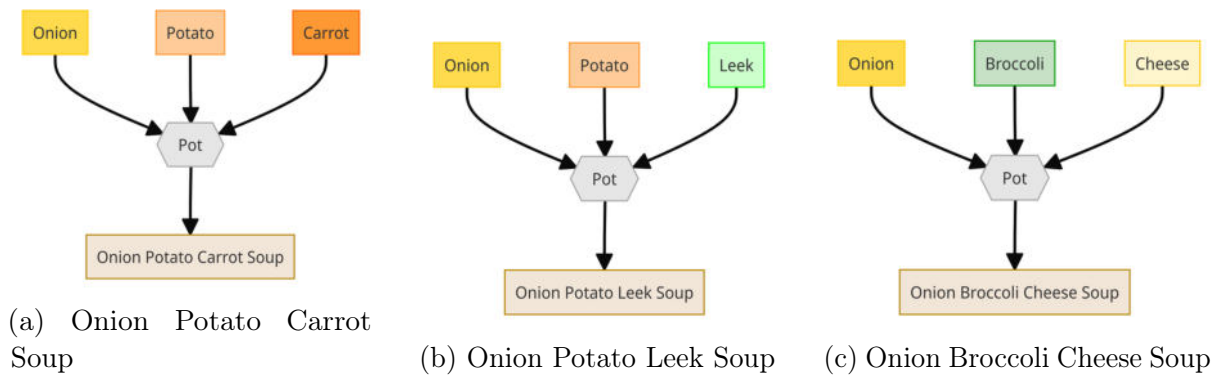 Onion
Potato
Carrot
Pot
Onion Potato Carrot Soup
(a) Onion Potato Carrot
Soup
Onion
Potato
Leek
Pot
Onion Potato Leek Soup
(b) Onion Potato Leek Soup
Onion
Broccoli
Cheese
Pot
Onion Broccoli Cheese Soup
(c) Onion Broccoli Cheese Soup